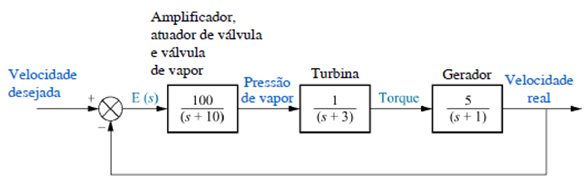 Amplificador,
atuador de válvula
e válvula
de vapor
Velocidade
desejada
+
−
E (s)
100
(s + 10)
Pressão
de vapor
Turbina
1
(s + 3)
Torque
Gerador
5
(s + 1)
Velocidade
real